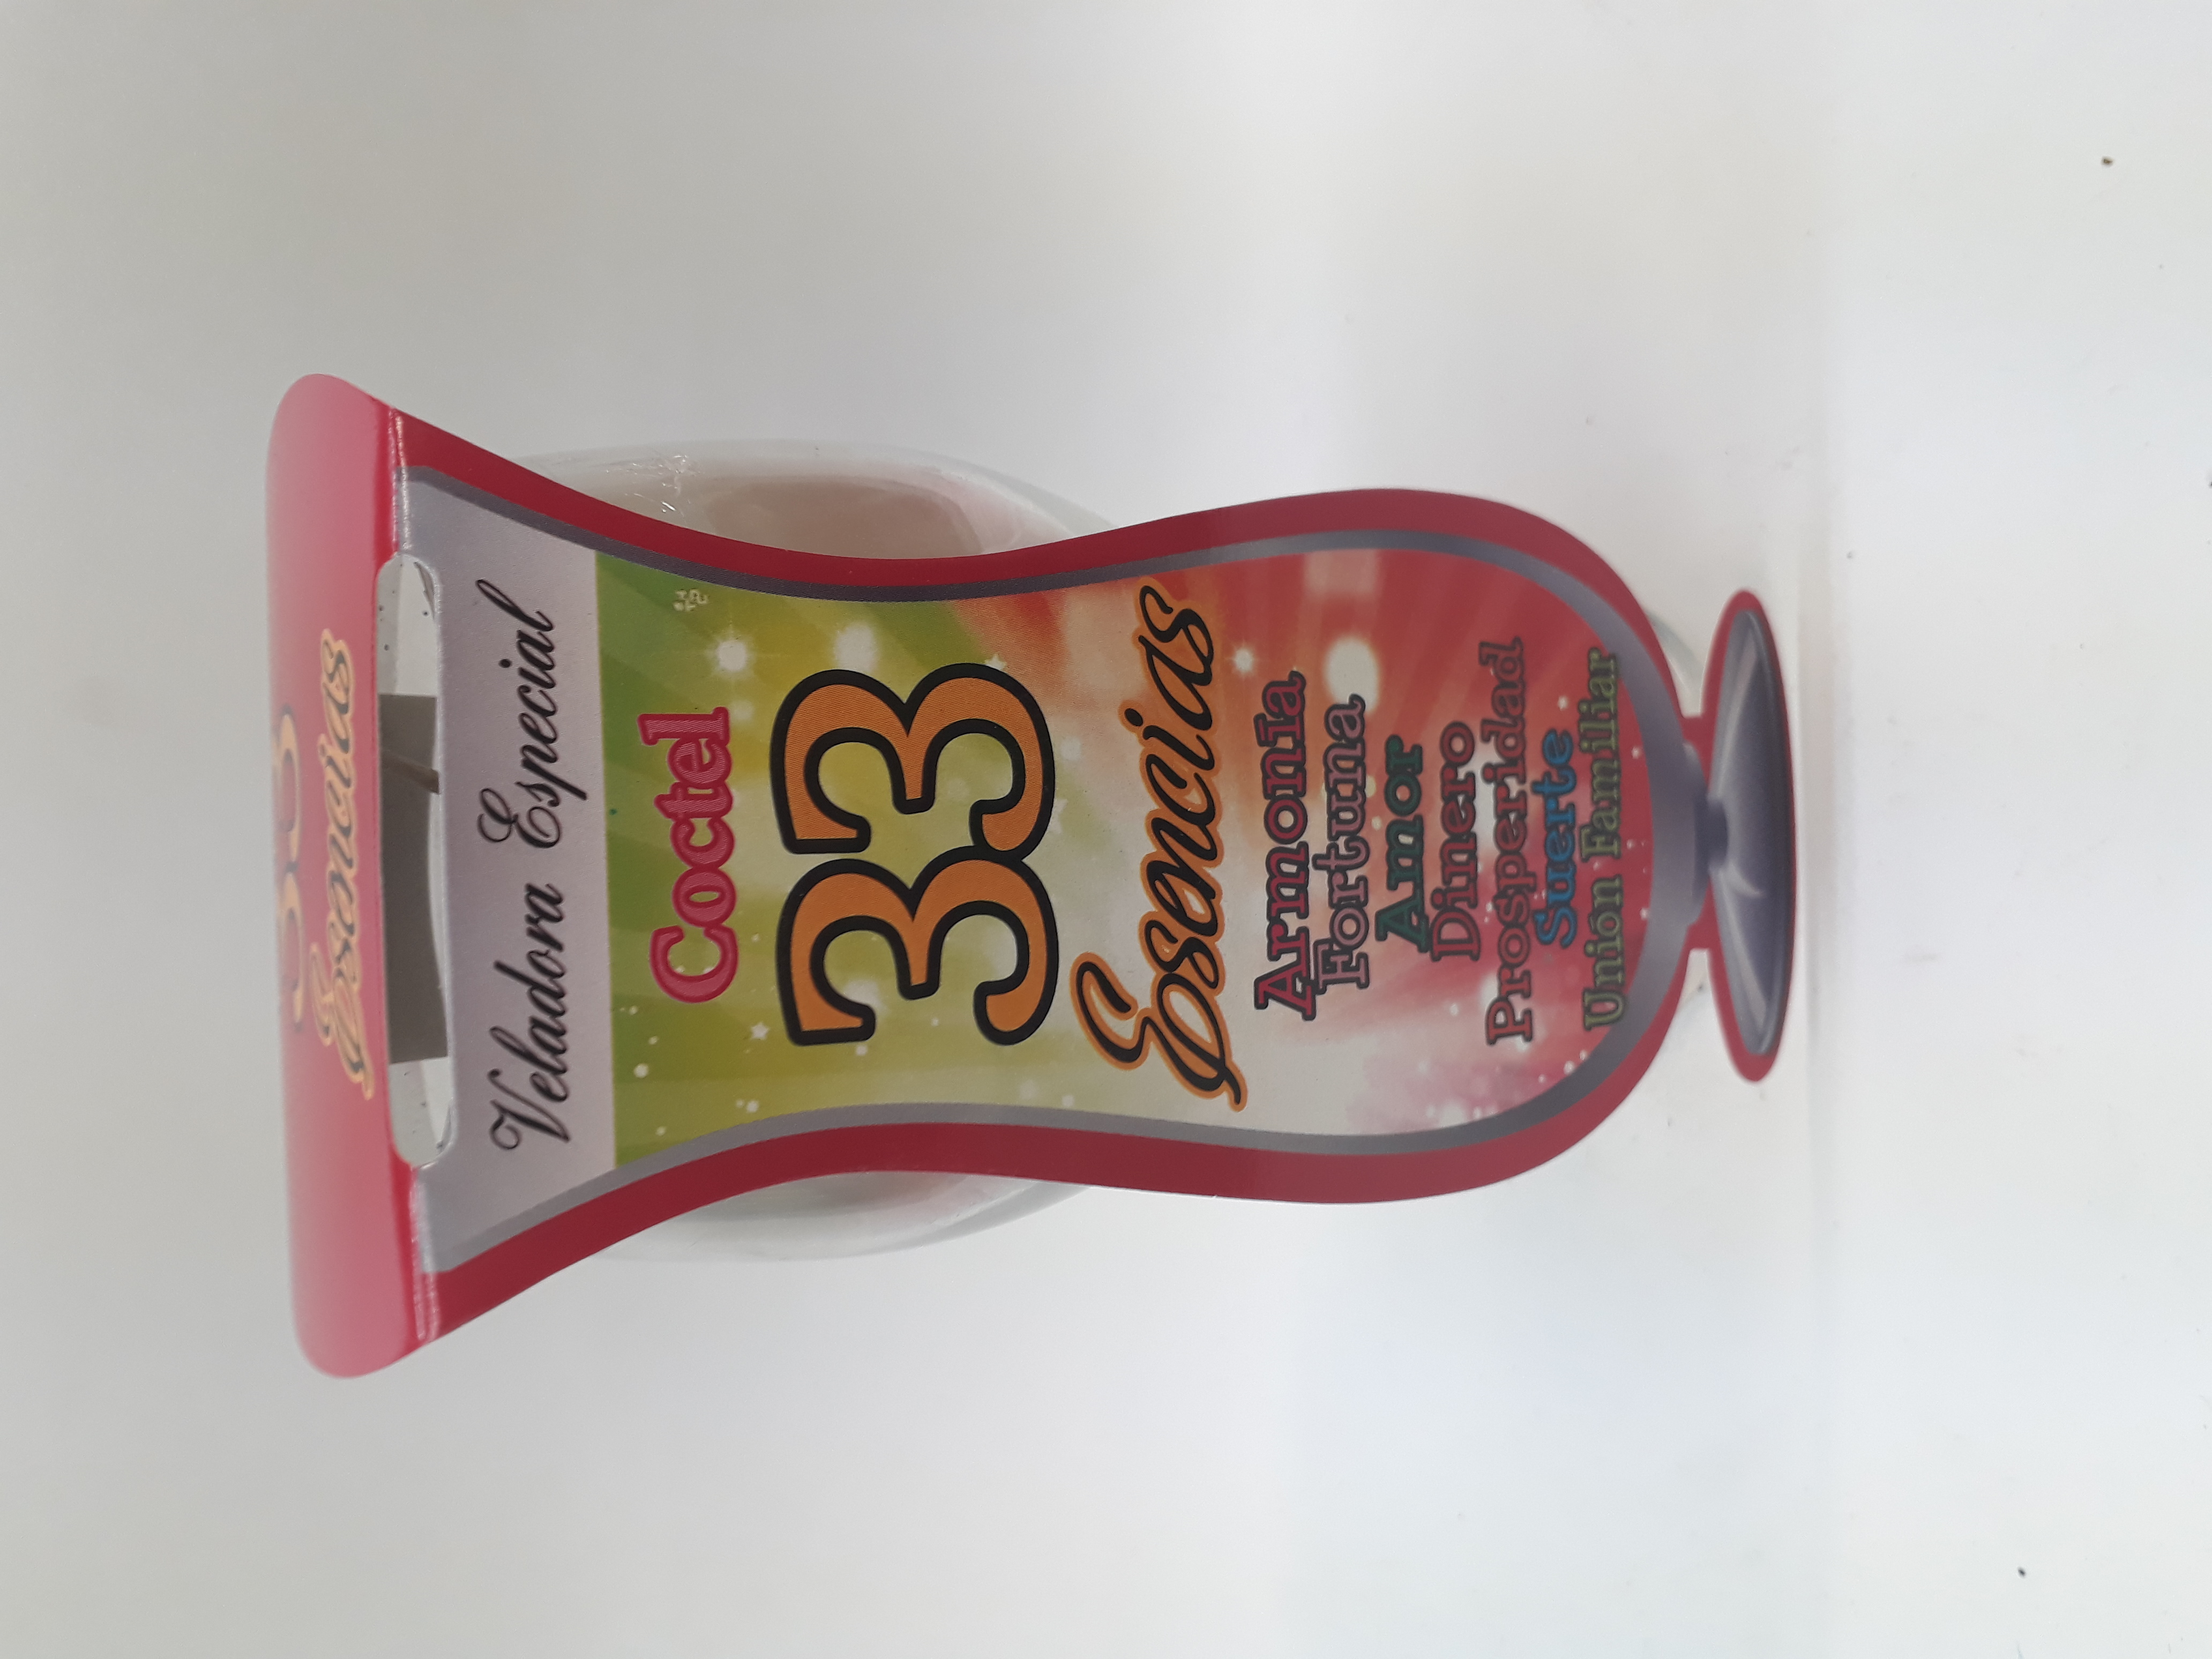 33
Esencias
Veladora Especial
Coctel
33
Esencias
Armonía
Fortuna
Amor
Dinero
Prosperidad
Suerte
Unión Familiar